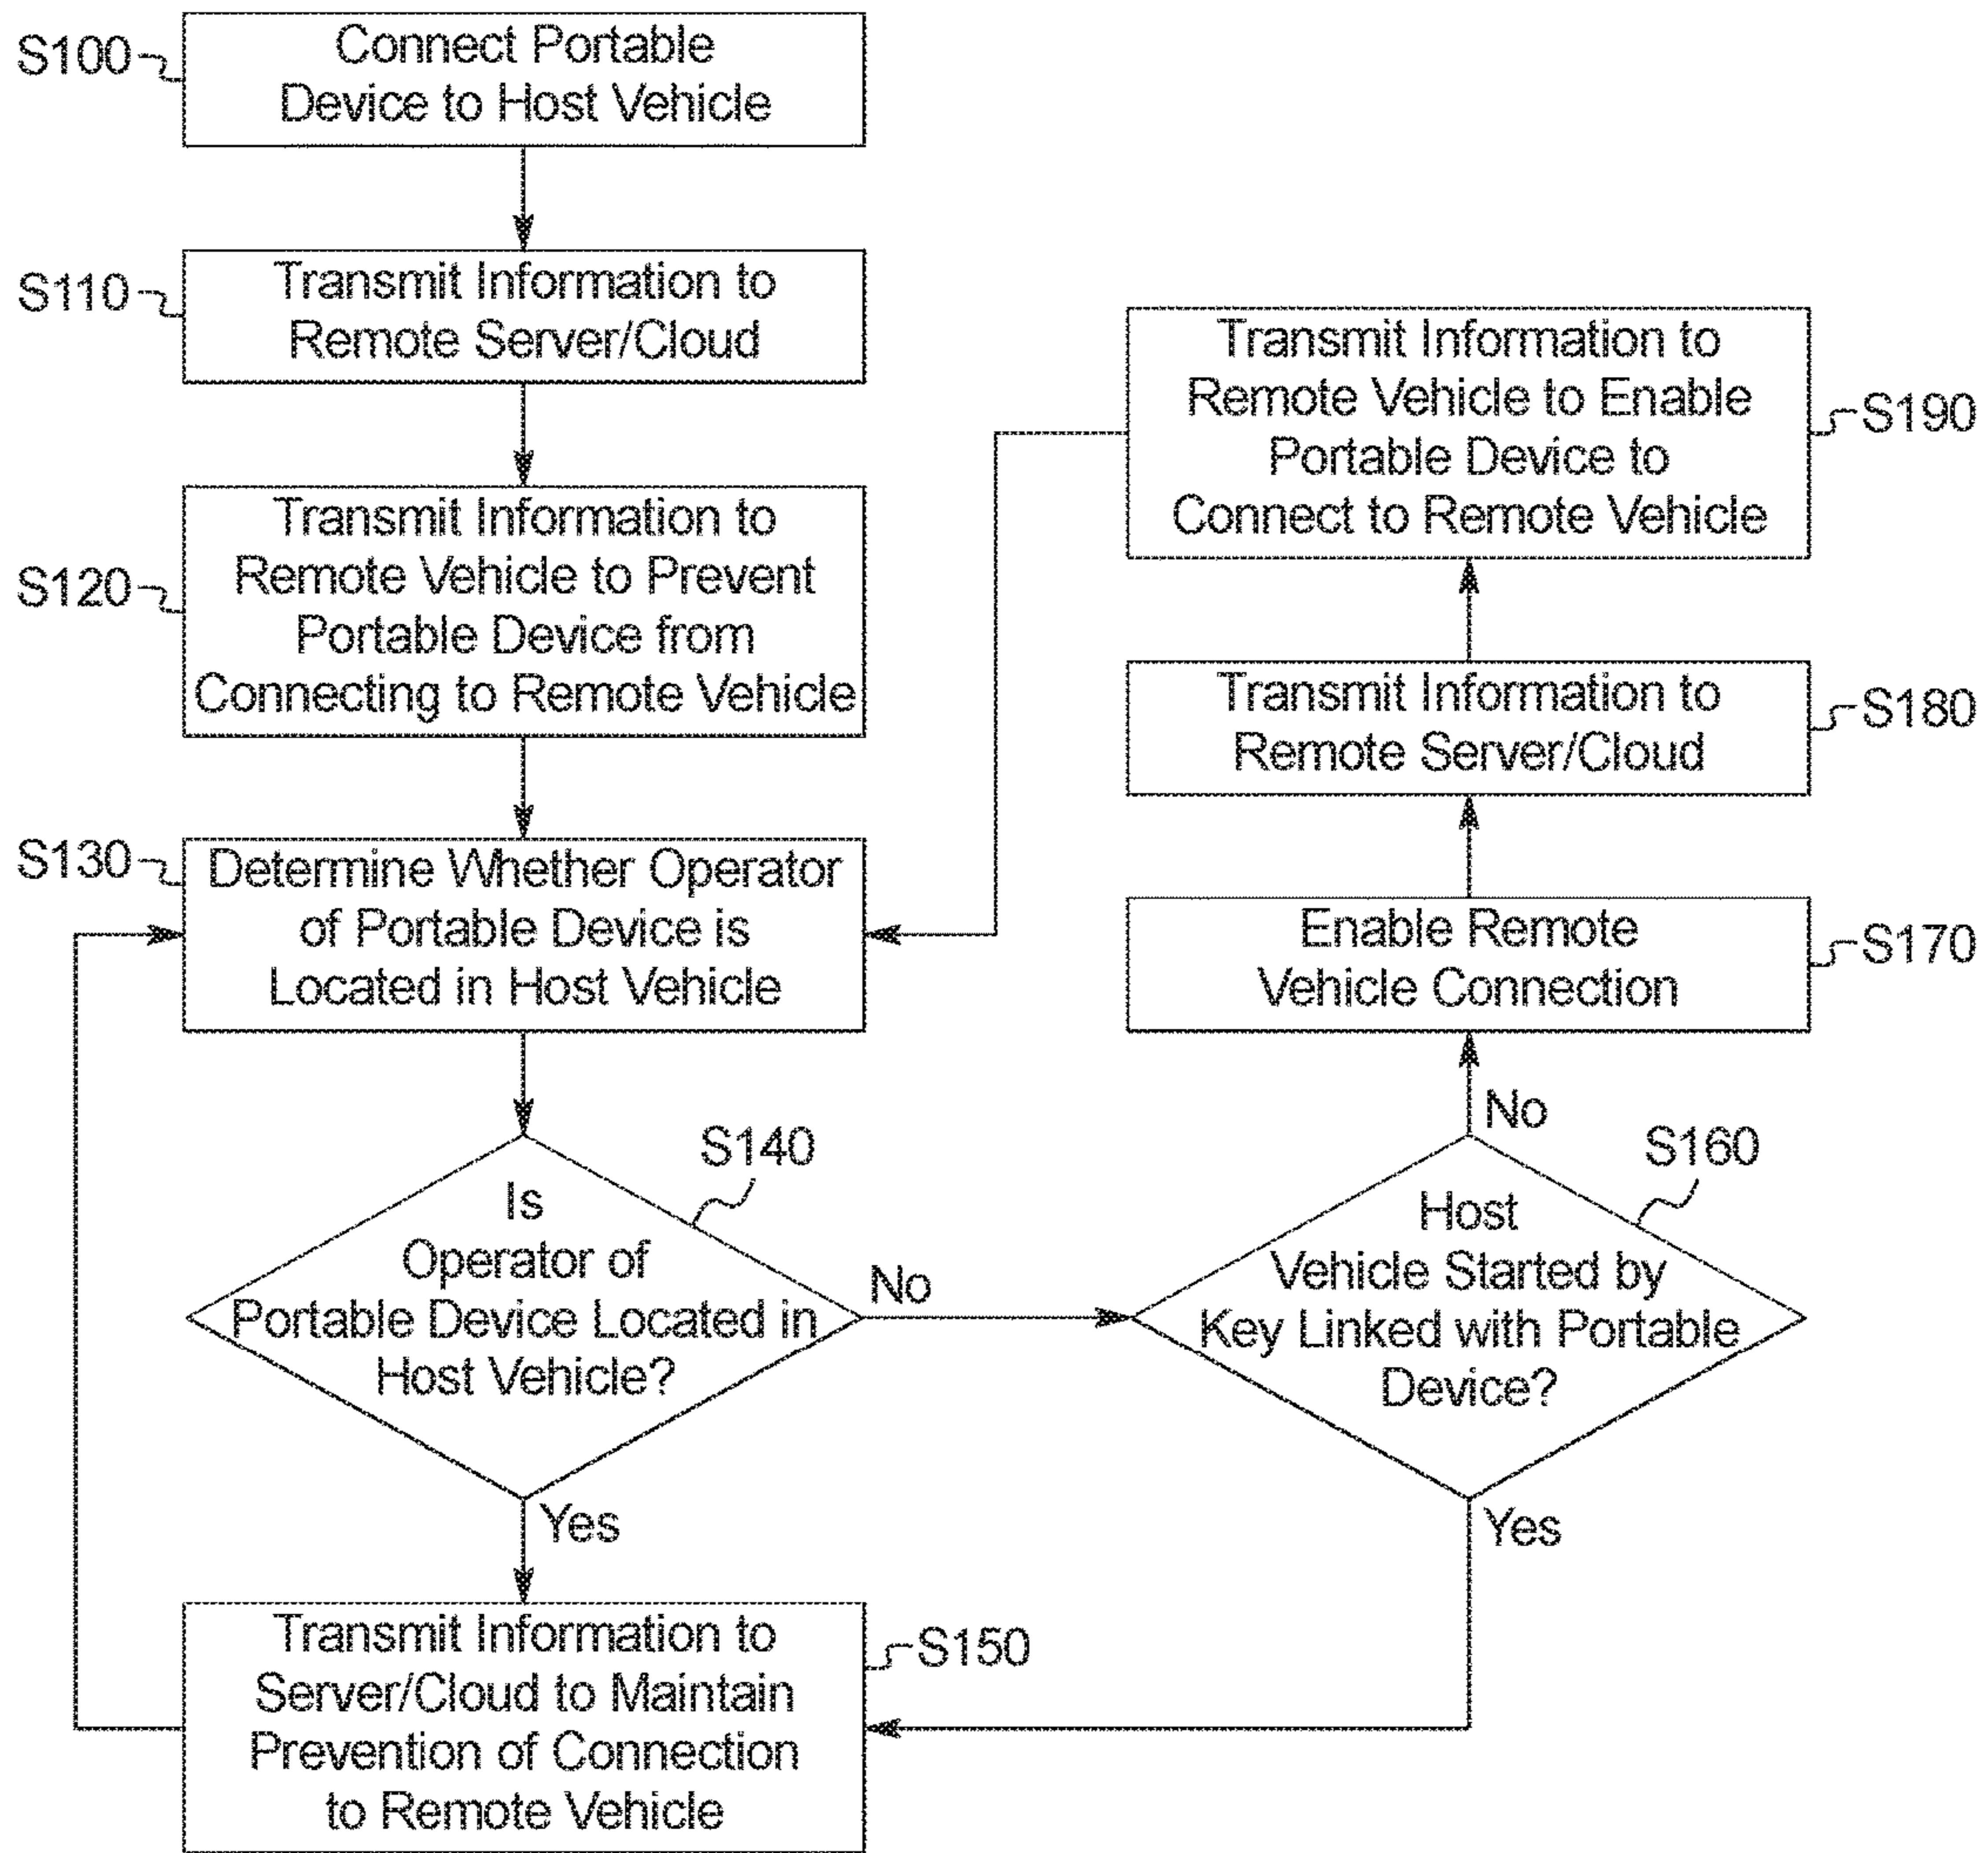 S100
Connect Portable
Device to Host Vehicle
S110
Transmit Information to
Remote Server/Cloud
S120
Transmit Information to
Remote Vehicle to Prevent
Portable Device from
Connecting to Remote Vehicle
S130
Determine Whether Operator
of Portable Device is
Located in Host Vehicle
S140
Is
Operator of
Portable Device Located in
Host Vehicle?
No
Yes
Transmit Information to
Server/Cloud to Maintain
Prevention of Connection
to Remote Vehicle
S150
S160
Host
Vehicle Started by
Key Linked with Portable
Device?
No
Yes
Enable Remote
Vehicle Connection
S170
Transmit Information to
Remote Server/Cloud
S180
Transmit Information to
Remote Vehicle to Enable
Portable Device to
Connect to Remote Vehicle
S190